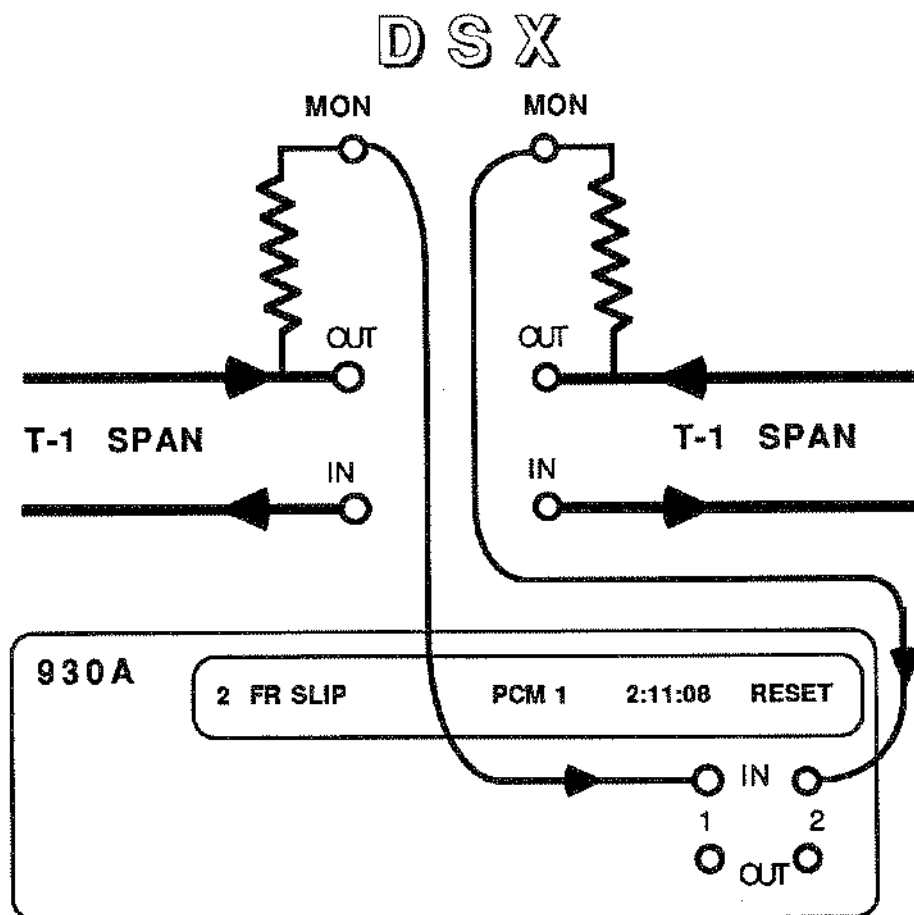 DSX
MON MON
OUT OUT
T-1 SPAN T-1 SPAN
IN IN
930A
2 FR SLIP PCM 1 2:11:08 RESET
IN
1 2
OUT